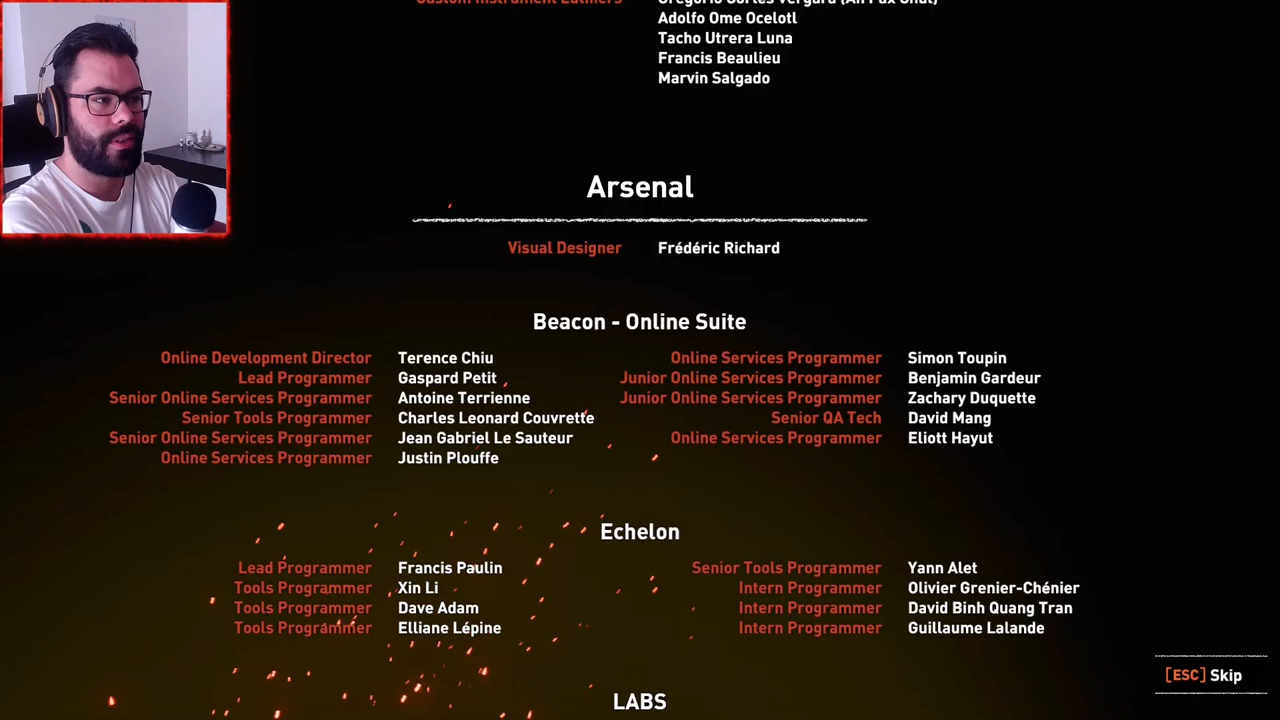 Adolfo Ome Ocelotl
Tacho Utrera Luna
Francis Beaulieu
Marvin Salgado
Arsenal
Visual Designer Frédéric Richard
Beacon - Online Suite
Online Development Director Terence Chiu Online Services Programmer Simon Toupin
Lead Programmer Gaspard Petit Junior Online Services Programmer Benjamin Gardeur
Senior Online Services Programmer Antoine Terrienne Junior Online Services Programmer Zachary Duquette
Senior Tools Programmer Charles Leonard Couvrette Senior QA Tech David Mang
Senior Online Services Programmer Jean Gabriel Le Sauteur Online Services Programmer Eliott Hayut
Online Services Programmer Justin Plouffe
Echelon
Lead Programmer Francis Paulin Senior Tools Programmer Yann Alet
Tools Programmer Xin Li Intern Programmer Olivier Grenier-Chénier
Tools Programmer Dave Adam Intern Programmer David Binh Quang Tran
Tools Programmer Elliane Lépine Intern Programmer Guillaume Lalande
[ESC] Skip
LABS